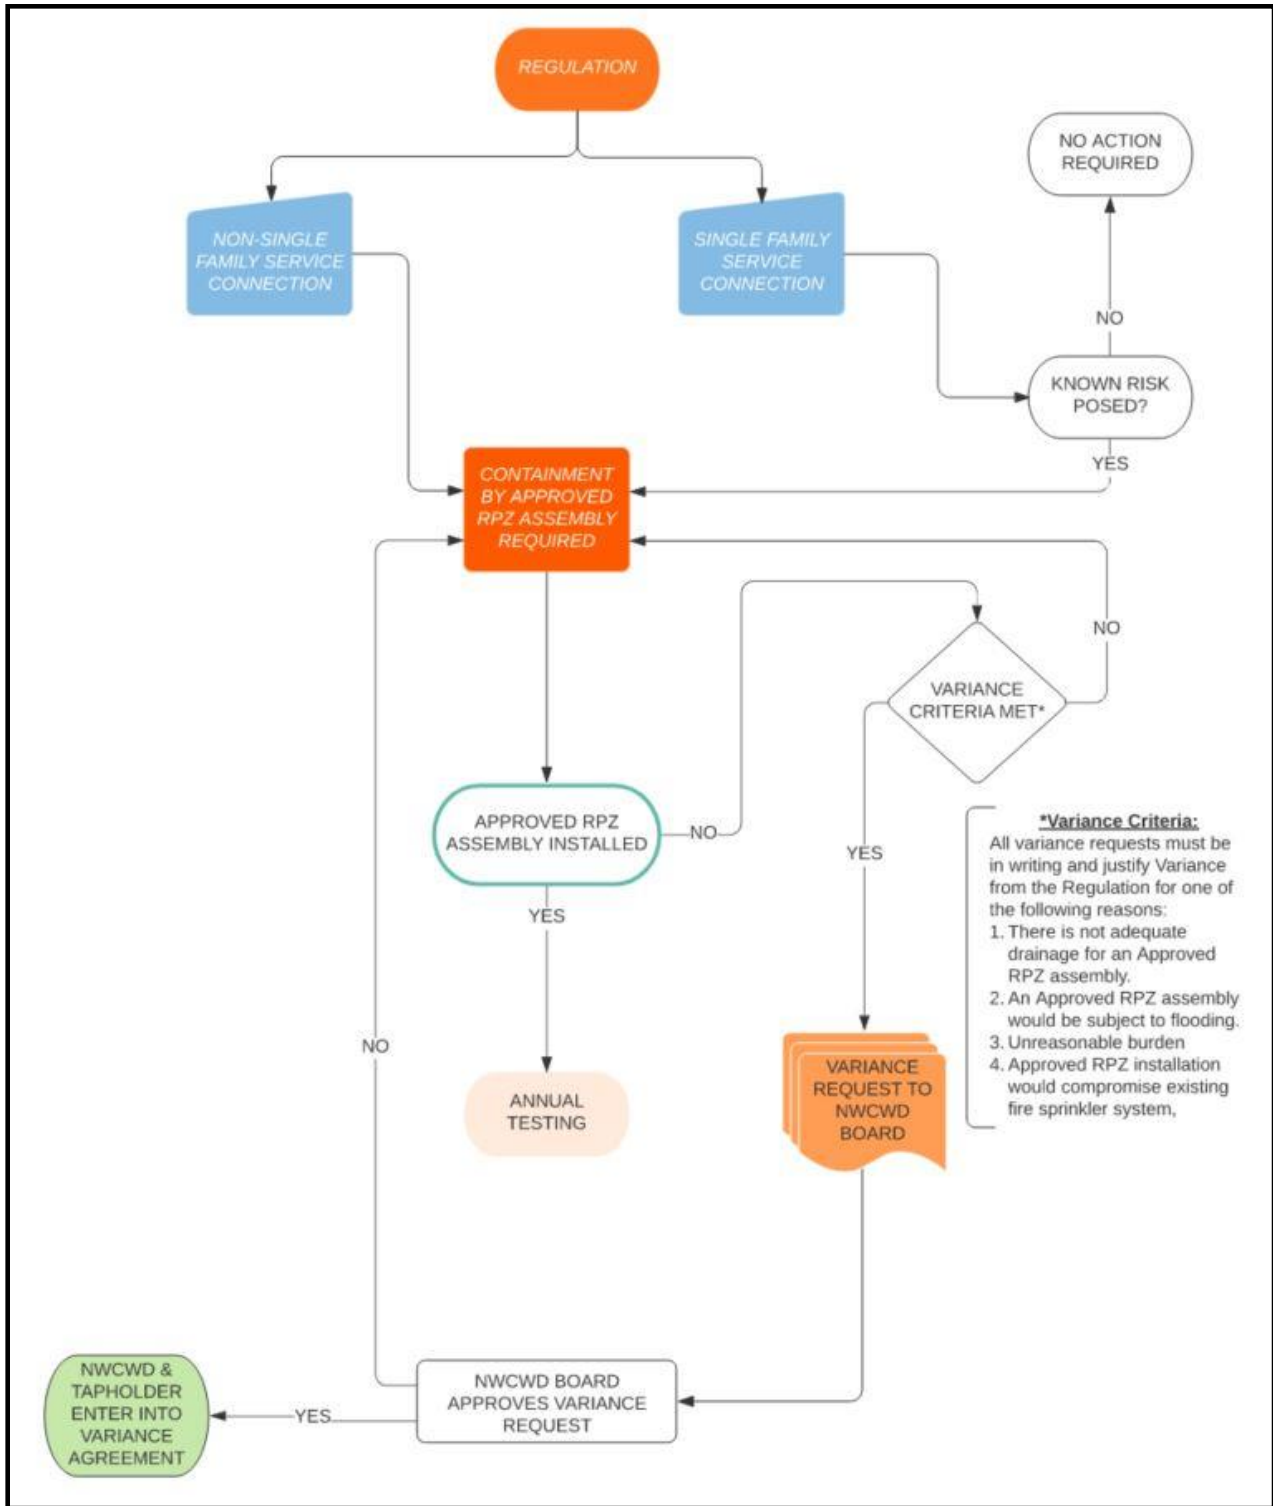 REGULATION
NO ACTION
REQUIRED
NON-SINGLE
FAMILY SERVICE
CONNECTION
SINGLE FAMILY
SERVICE
CONNECTION
NO
KNOWN RISK
POSED?
YES
CONTAINMENT
BY APPROVED
RPZ ASSEMBLY
REQUIRED
NO
VARIANCE
CRITERIA MET*
APPROVED RPZ
ASSEMBLY INSTALLED
NO
YES
YES
*Variance Criteria:
All variance requests must be
in writing and justify Variance
from the Regulation for one of
the following reasons:
1. There is not adequate
drainage for an Approved
RPZ assembly.
2. An Approved RPZ assembly
would be subject to flooding.
3. Unreasonable burden
4. Approved RPZ installation
would compromise existing
fire sprinkler system,
NO
ANNUAL
TESTING
VARIANCE
REQUEST TO
NWCWD
BOARD
NWCWD &
TAPHOLDER
ENTER INTO
VARIANCE
AGREEMENT
YES
NWCWD BOARD
APPROVES VARIANCE
REQUEST